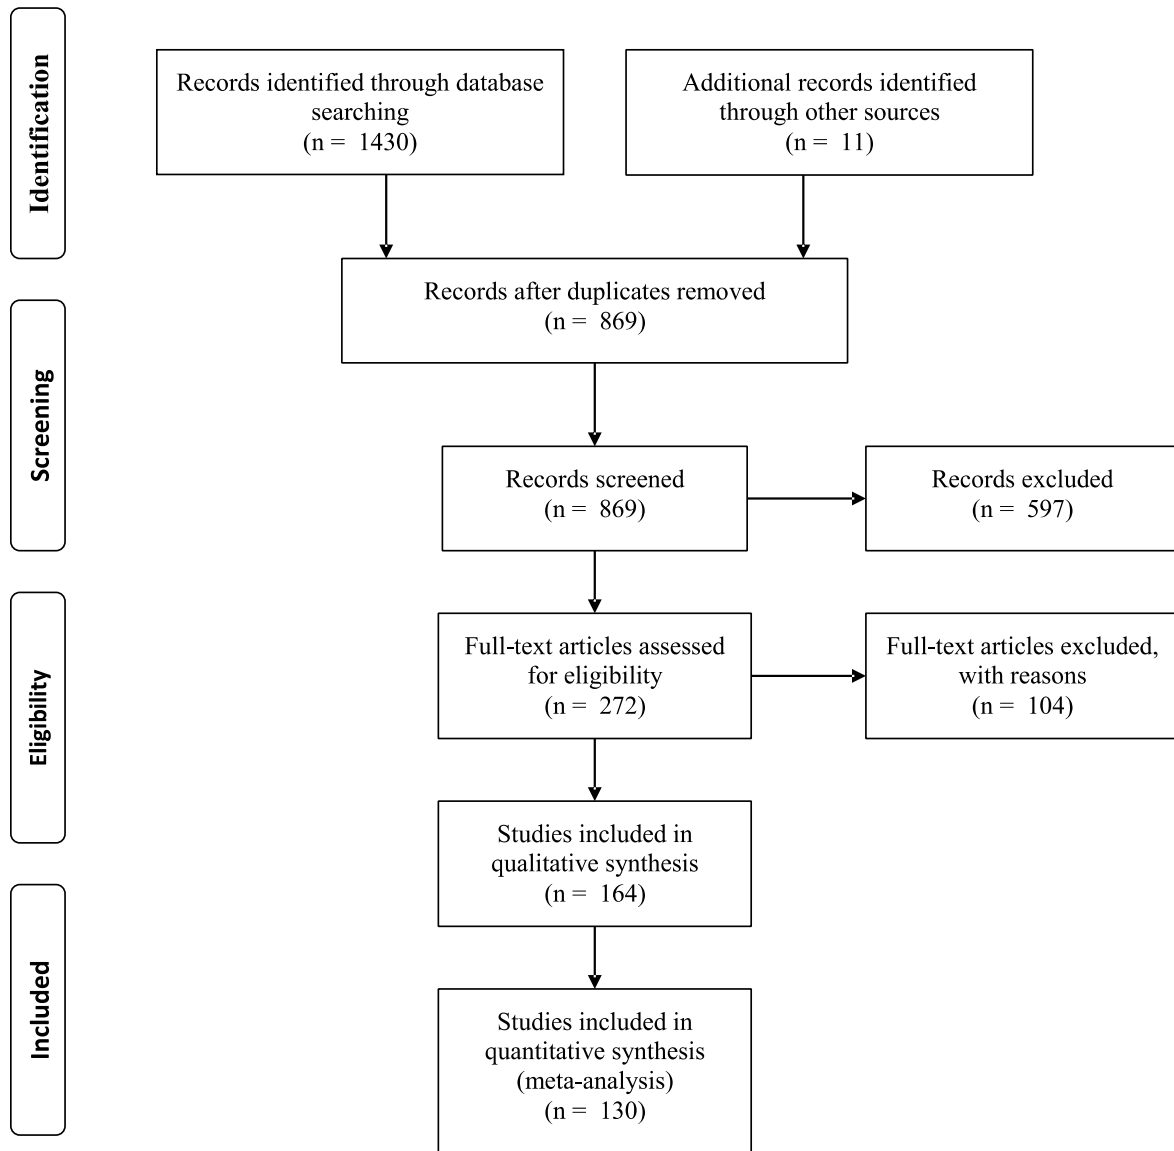 Identification
Records identified through database
searching
(n =  1430)
Additional records identified
through other sources
(n =  11)
Records after duplicates removed
(n =  869)
Screening
Records screened
(n =  869)
Records excluded
(n =  597)
Eligibility
Full-text articles assessed
for eligibility
(n =  272)
Full-text articles excluded,
with reasons
(n =  104)
Studies included in
qualitative synthesis
(n =  164)
Included
Studies included in
quantitative synthesis
(meta-analysis)
(n =  130)